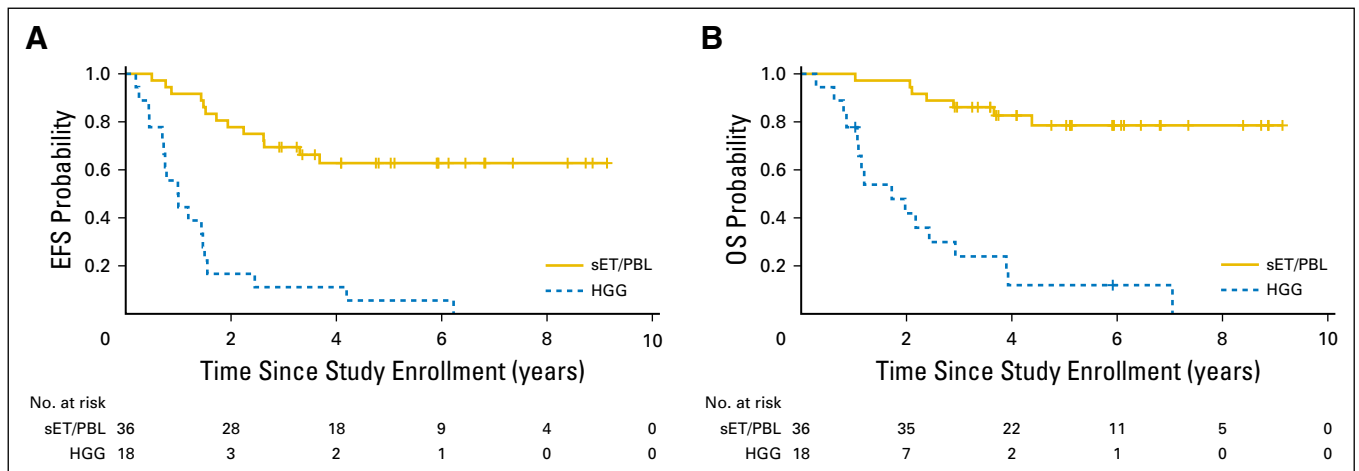 A
EFS Probability
1.0
0.8
0.6
0.4
0.2
sET/PBL
HGG
0 2 4 6 8 10
Time Since Study Enrollment (years)
No. at risk
sET/PBL 36 28 18 9 4 0
HGG 18 3 2 1 0 0
B
OS Probability
1.0
0.8
0.6
0.4
0.2
sET/PBL
HGG
0 2 4 6 8 10
Time Since Study Enrollment (years)
No. at risk
sET/PBL 36 35 22 11 5 0
HGG 18 7 2 1 0 0